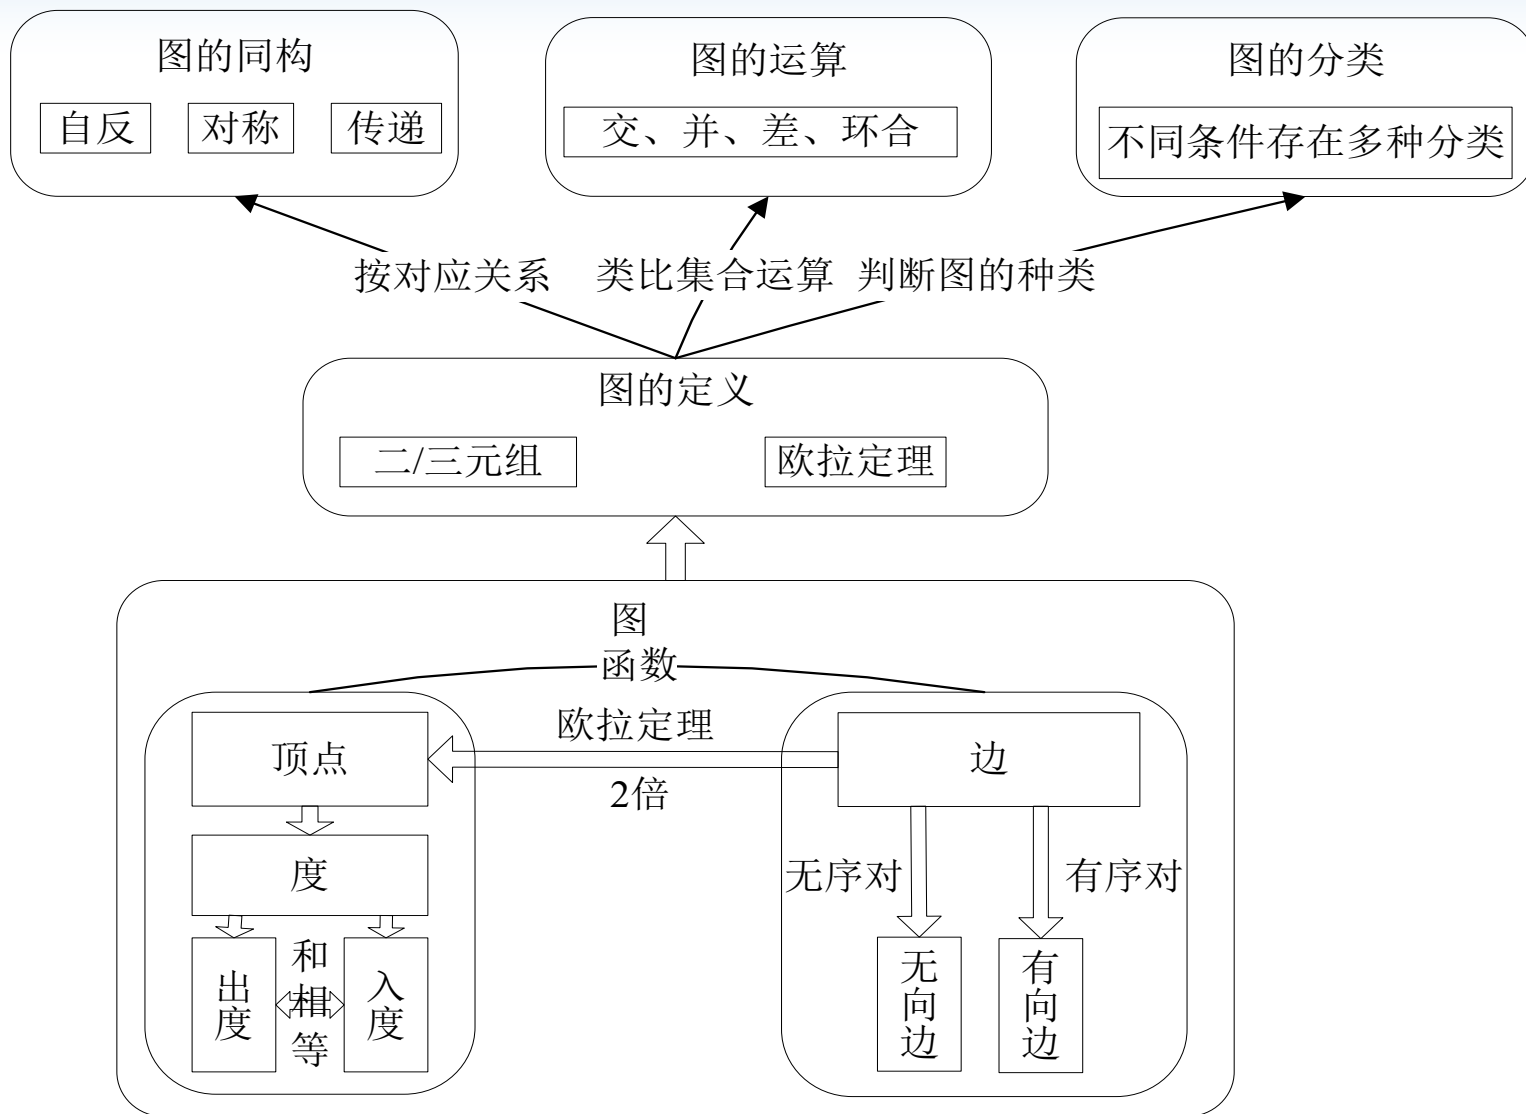 图的同构
自反
对称
传递
图的运算
交、并、差、环合
图的分类
不同条件存在多种分类
按对应关系
类比集合运算
判断图的种类
图的定义
二/三元组
欧拉定理
图
函数
欧拉定理
2倍
顶点
度
出度
和相等
入度
边
无序对
有序对
无向边
有向边